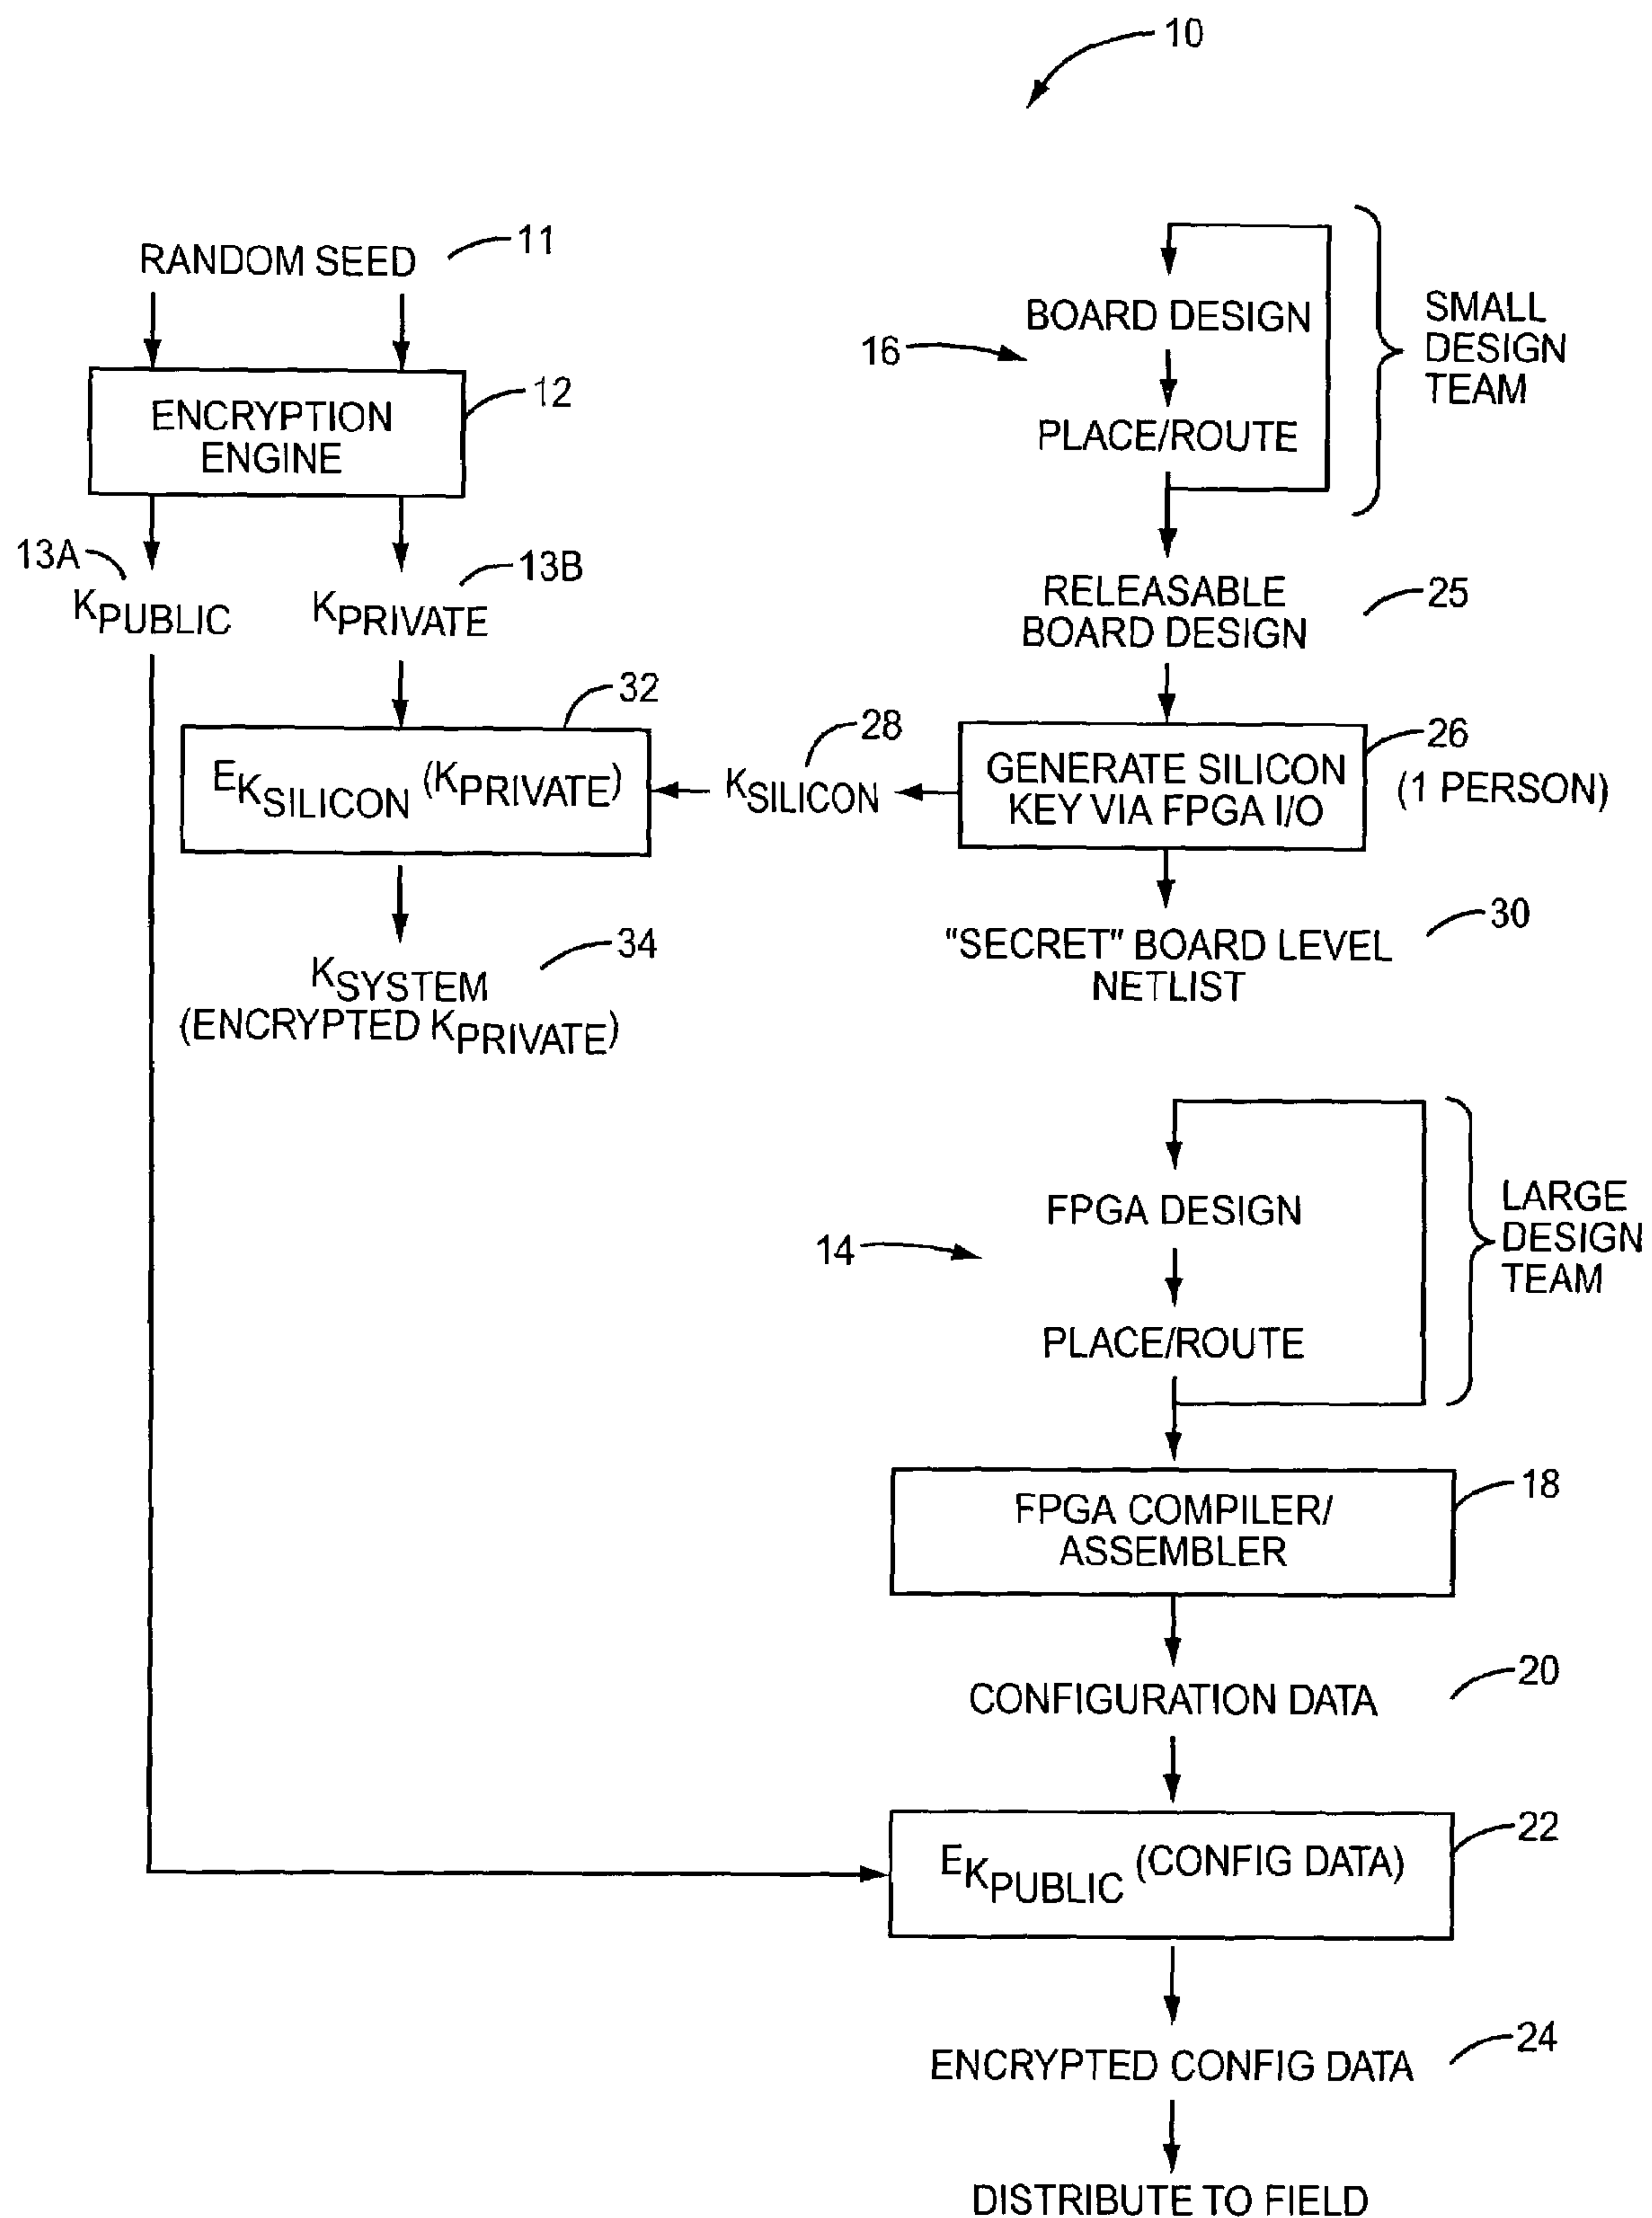 10
RANDOM SEED
11
ENCRYPTION
ENGINE
12
13A
KPUBLIC
13B
KPRIVATE
32
EKSILICON (KPRIVATE)
28
KSILICON
34
KSYSTEM
(ENCRYPTED KPRIVATE)
16
BOARD DESIGN
PLACE/ROUTE
SMALL
DESIGN
TEAM
RELEASABLE
BOARD DESIGN
25
GENERATE SILICON
KEY VIA FPGA I/O
26
(1 PERSON)
"SECRET" BOARD LEVEL
NETLIST
30
14
FPGA DESIGN
PLACE/ROUTE
LARGE
DESIGN
TEAM
FPGA COMPILER/
ASSEMBLER
18
CONFIGURATION DATA
20
EKPUBLIC (CONFIG DATA)
22
ENCRYPTED CONFIG DATA
24
DISTRIBUTE TO FIELD